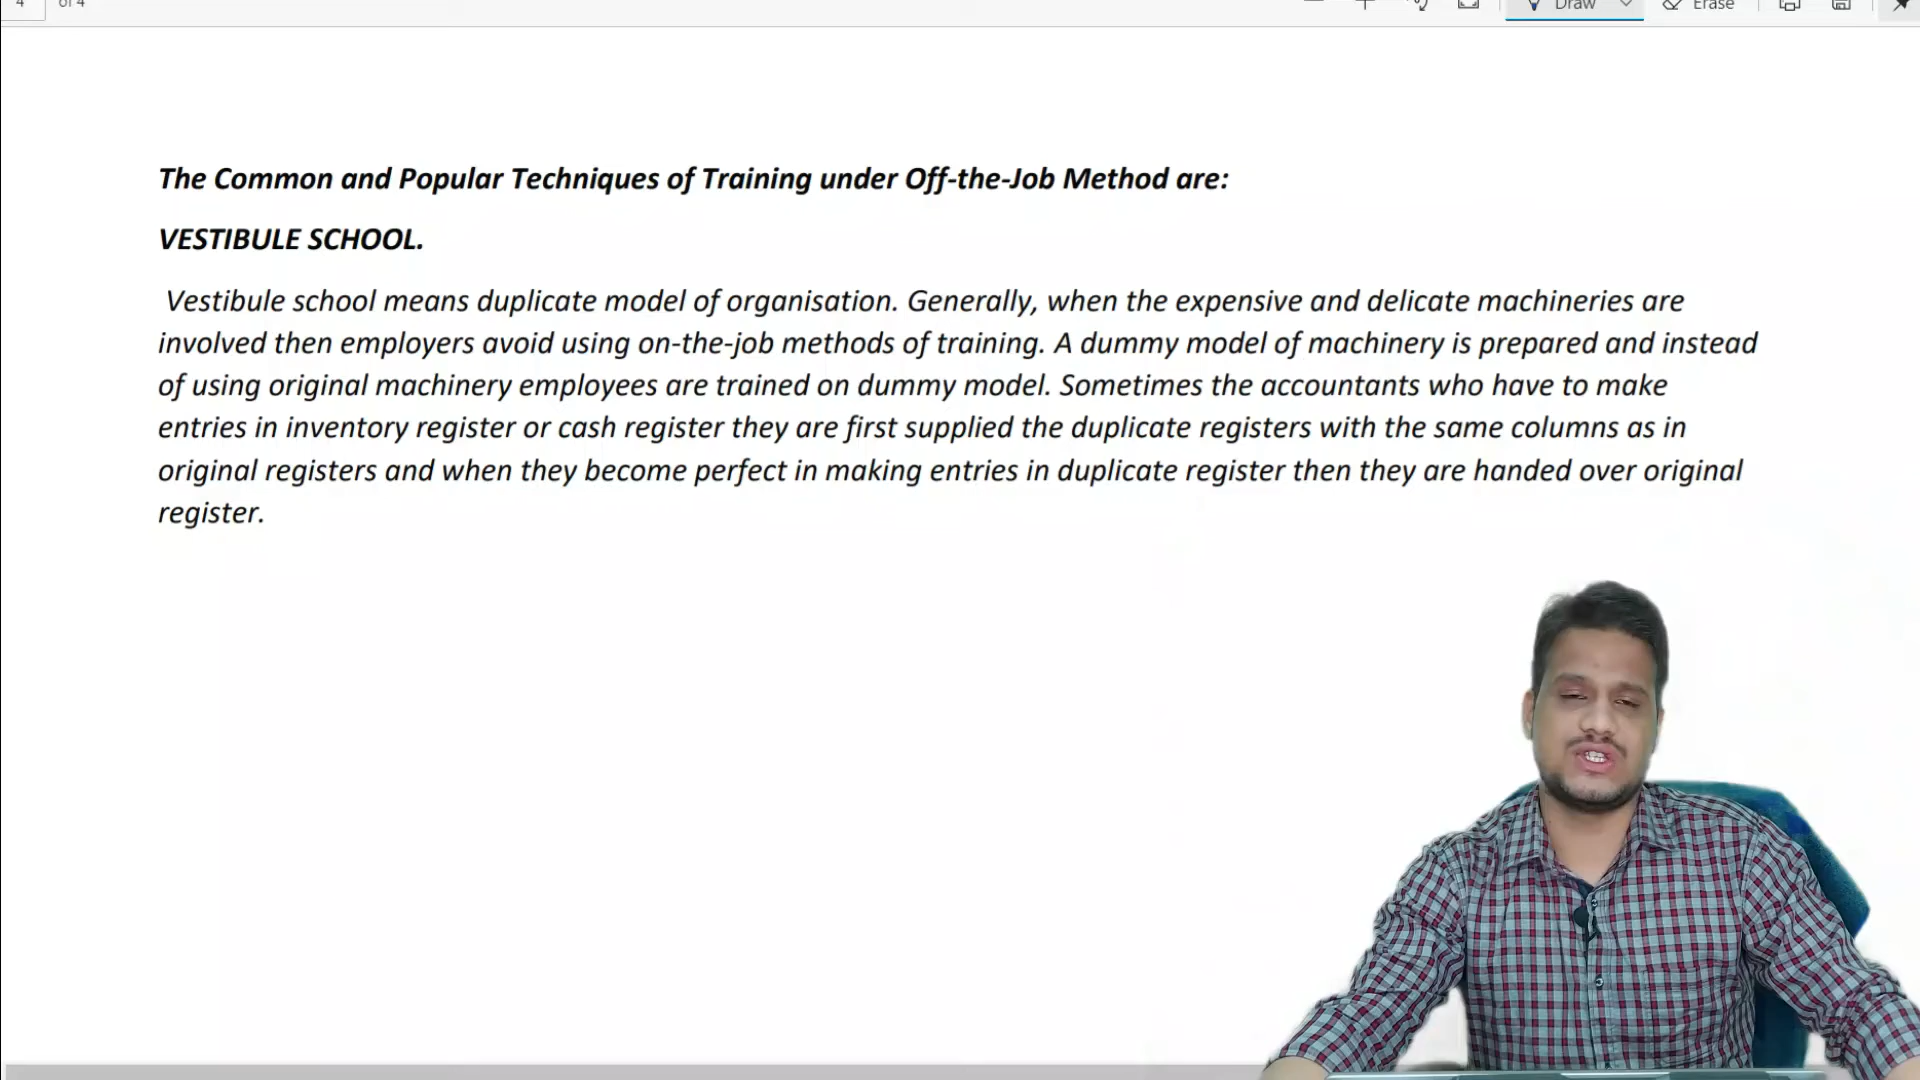 4 of 4 Draw Erase
The Common and Popular Techniques of Training under Off-the-Job Method are:
VESTIBULE SCHOOL.
Vestibule school means duplicate model of organisation. Generally, when the expensive and delicate machineries are
involved then employers avoid using on-the-job methods of training. A dummy model of machinery is prepared and instead
of using original machinery employees are trained on dummy model. Sometimes the accountants who have to make
entries in inventory register or cash register they are first supplied the duplicate registers with the same columns as in
original registers and when they become perfect in making entries in duplicate register then they are handed over original
register.